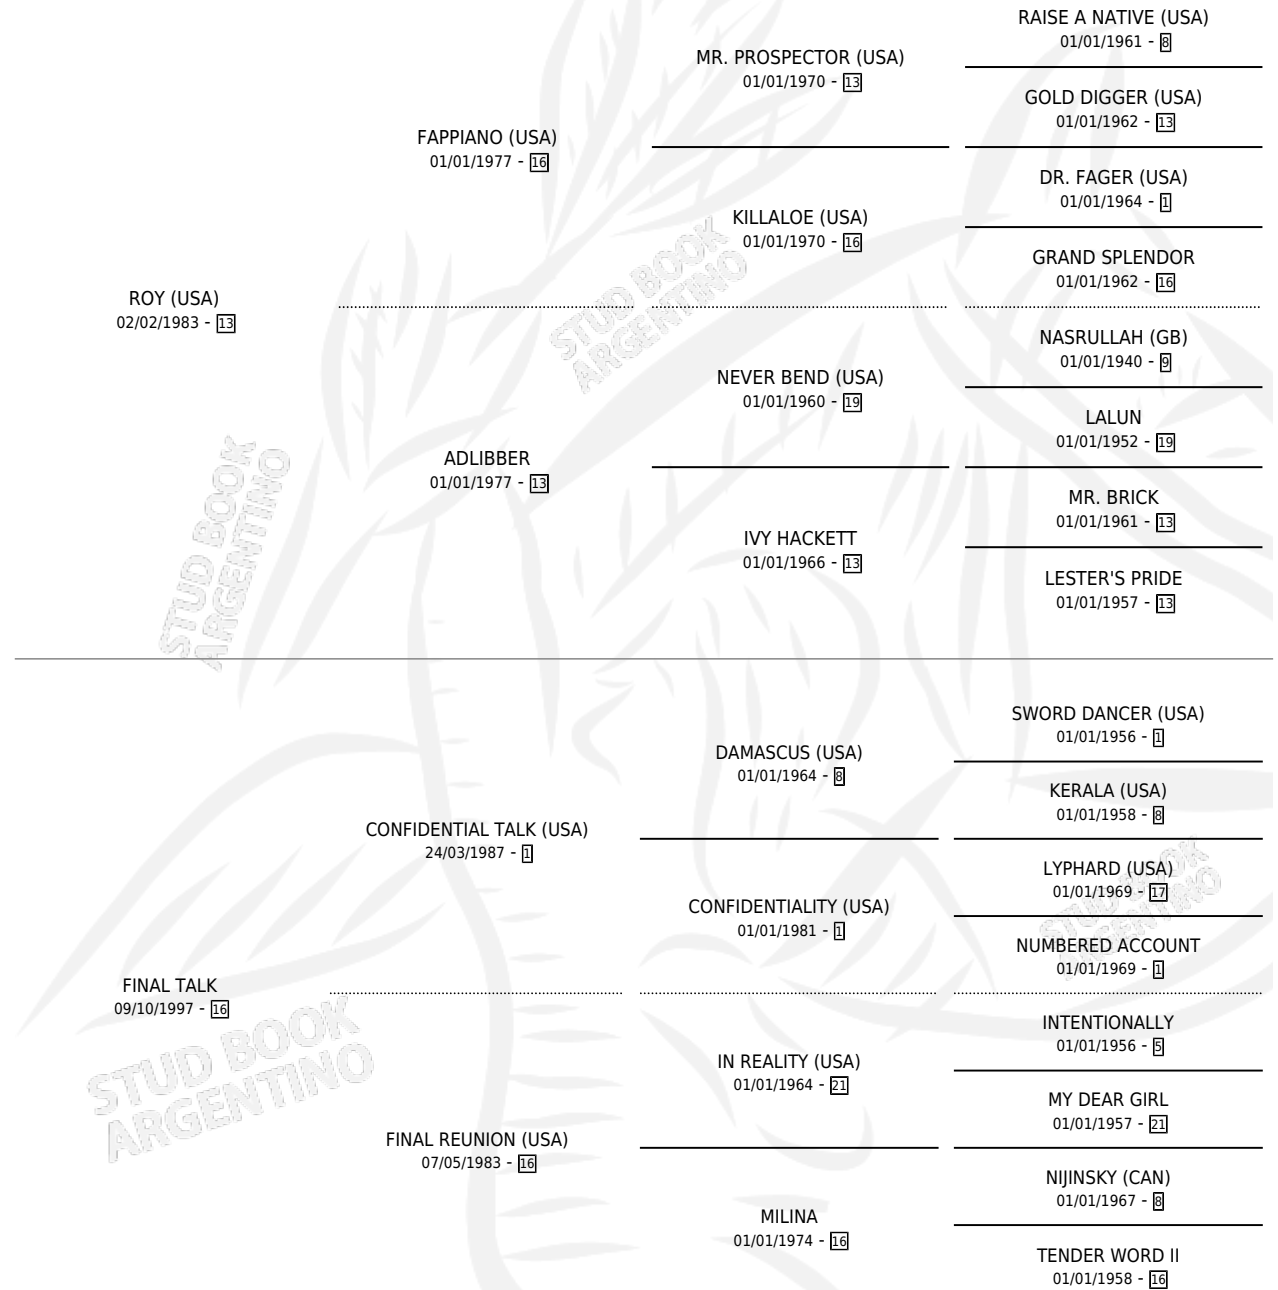 RAISE A NATIVE (USA)
01/01/1961 - 8
MR. PROSPECTOR (USA)
01/01/1970 - 13
GOLD DIGGER (USA)
01/01/1962 - 13
FAPPIANO (USA)
01/01/1977 - 16
DR. FAGER (USA)
01/01/1964 - 1
KILLALOE (USA)
01/01/1970 - 16
GRAND SPLENDOR
01/01/1962 - 16
ROY (USA)
02/02/1983 - 13
NASRULLAH (GB)
01/01/1940 - 9
NEVER BEND (USA)
01/01/1960 - 19
LALUN
01/01/1952 - 19
ADLIBBER
01/01/1977 - 13
MR. BRICK
01/01/1961 - 13
IVY HACKETT
01/01/1966 - 13
LESTER'S PRIDE
01/01/1957 - 13
SWORD DANCER (USA)
01/01/1956 - 1
DAMASCUS (USA)
01/01/1964 - 8
KERALA (USA)
01/01/1958 - 8
CONFIDENTIAL TALK (USA)
24/03/1987 - 1
LYPHARD (USA)
01/01/1969 - 17
CONFIDENTIALITY (USA)
01/01/1981 - 1
NUMBERED ACCOUNT
01/01/1969 - 1
FINAL TALK
09/10/1997 - 16
INTENTIONALLY
01/01/1956 - 5
IN REALITY (USA)
01/01/1964 - 21
MY DEAR GIRL
01/01/1957 - 21
FINAL REUNION (USA)
07/05/1983 - 16
NIJINSKY (CAN)
01/01/1967 - 8
MILINA
01/01/1974 - 16
TENDER WORD II
01/01/1958 - 16
STUD BOOK
ARGENTINO
STUD BOOK
ARGENTINO
STUD BOOK
ARGENTINO
STUD BOOK
ARGENTINO